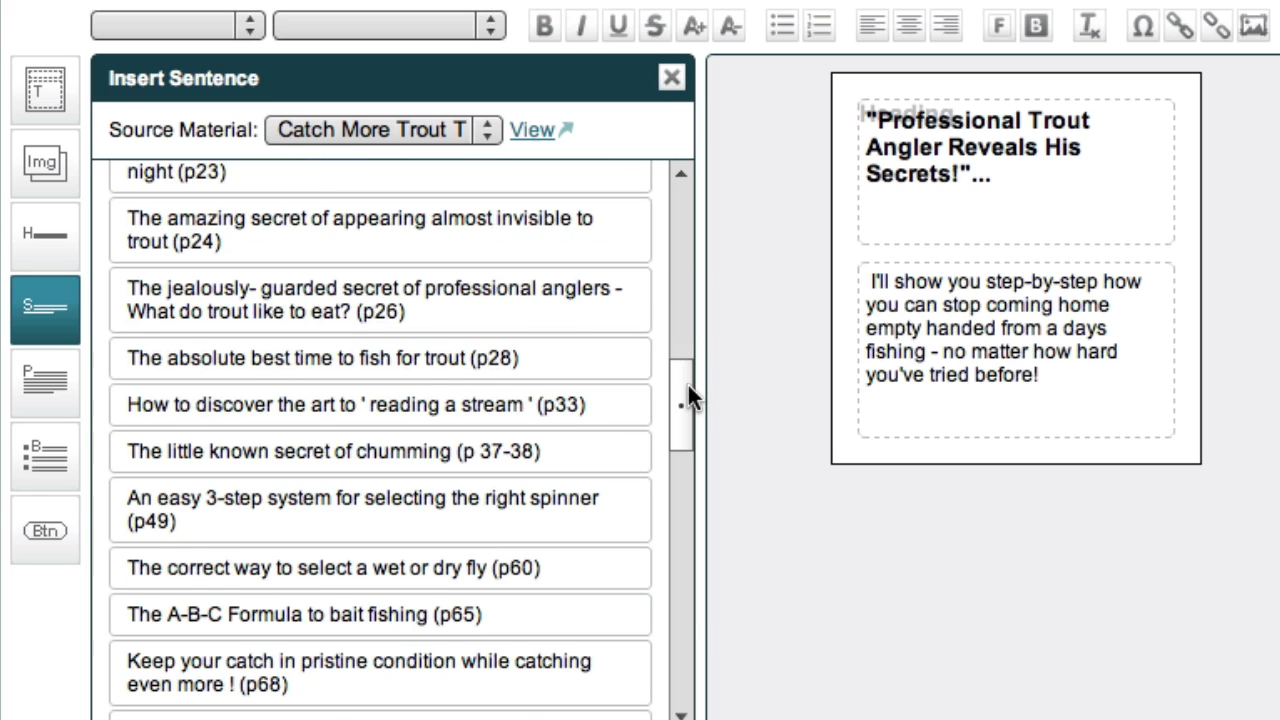 B I U S A+ A- F B Tx Ω
Insert Sentence
Source Material: Catch More Trout T View
T
Img
H
S
P
B
Btn
night (p23)
The amazing secret of appearing almost invisible to
trout (p24)
The jealously- guarded secret of professional anglers -
What do trout like to eat? (p26)
The absolute best time to fish for trout (p28)
How to discover the art to ' reading a stream ' (p33)
The little known secret of chumming (p 37-38)
An easy 3-step system for selecting the right spinner
(p49)
The correct way to select a wet or dry fly (p60)
The A-B-C Formula to bait fishing (p65)
Keep your catch in pristine condition while catching
even more ! (p68)
Heading
"Professional Trout
Angler Reveals His
Secrets!"...
I'll show you step-by-step how
you can stop coming home
empty handed from a days
fishing - no matter how hard
you've tried before!